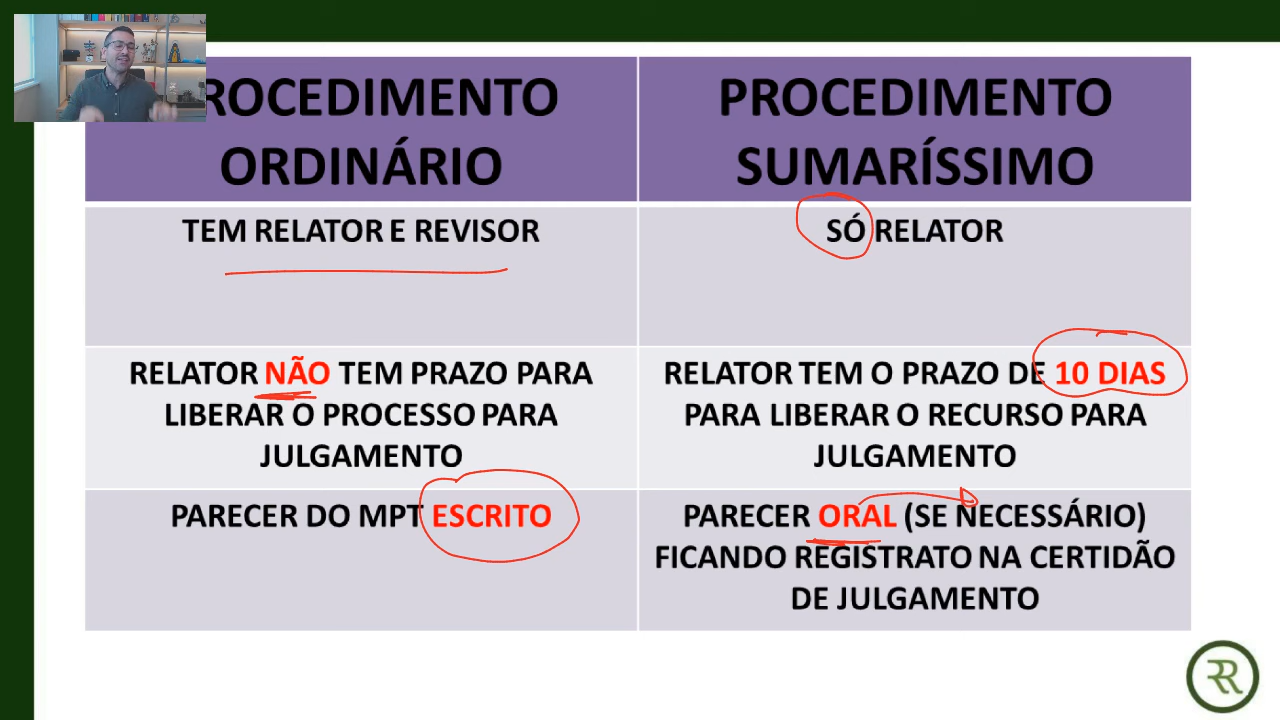 ROCEDIMENTO
ORDINÁRIO
PROCEDIMENTO
SUMARÍSSIMO
TEM RELATOR E REVISOR
SÓ RELATOR
RELATOR NÃO TEM PRAZO PARA
LIBERAR O PROCESSO PARA
JULGAMENTO
RELATOR TEM O PRAZO DE 10 DIAS
PARA LIBERAR O RECURSO PARA
JULGAMENTO
PARECER DO MPT ESCRITO
PARECER ORAL (SE NECESSÁRIO)
FICANDO REGISTRATO NA CERTIDÃO
DE JULGAMENTO
RR